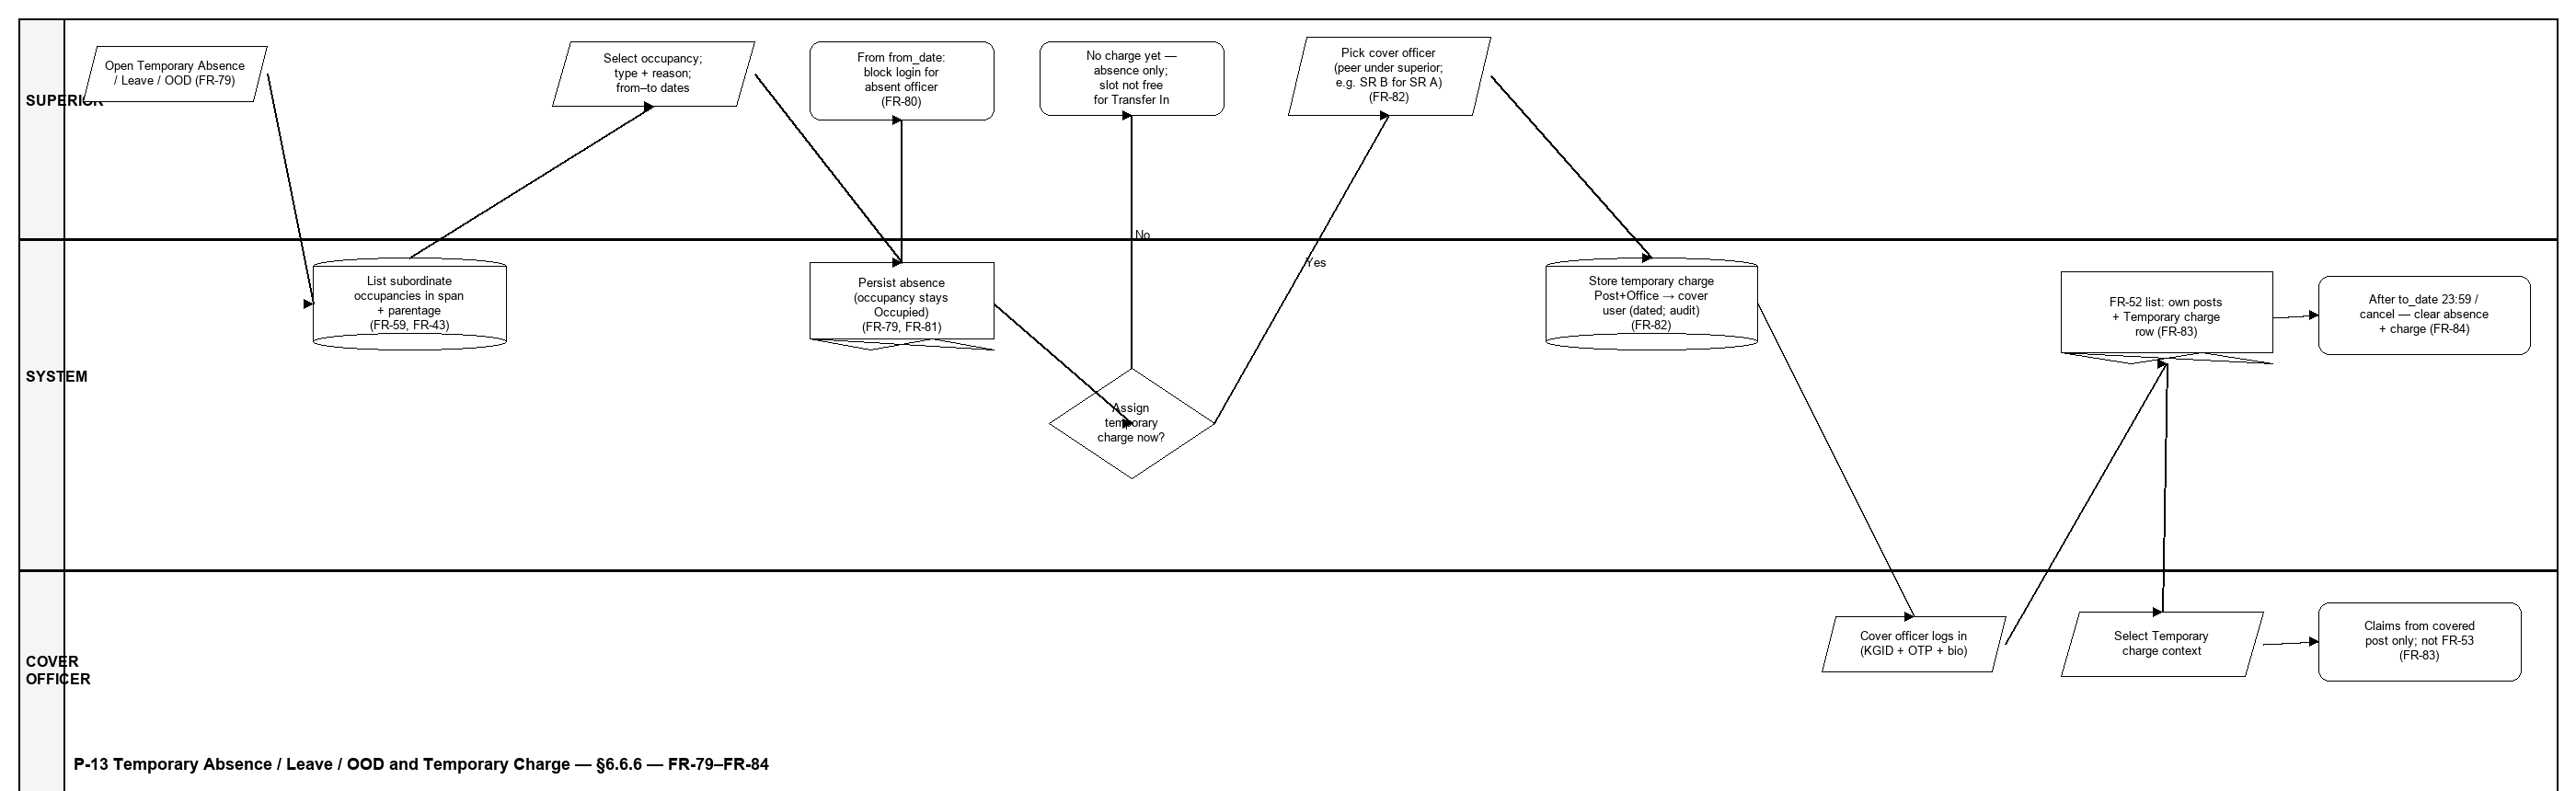 SUPERIOR
Open Temporary Absence
/ Leave / OOD (FR-79)
Select occupancy;
type + reason;
from–to dates
From from_date:
block login for
absent officer
(FR-80)
No charge yet —
absence only;
slot not free
for Transfer In
Pick cover officer
(peer under superior;
e.g. SR B for SR A)
(FR-82)
No
Yes
SYSTEM
List subordinate
occupancies in span
+ parentage
(FR-59, FR-43)
Persist absence
(occupancy stays
Occupied)
(FR-79, FR-81)
Assign
temporary
charge now?
Store temporary charge
Post+Office → cover
user (dated; audit)
(FR-82)
FR-52 list: own posts
+ Temporary charge
row (FR-83)
After to_date 23:59 /
cancel — clear absence
+ charge (FR-84)
COVER
OFFICER
Cover officer logs in
(KGID + OTP + bio)
Select Temporary
charge context
Claims from covered
post only; not FR-53
(FR-83)
P-13 Temporary Absence / Leave / OOD and Temporary Charge — §6.6.6 — FR-79–FR-84